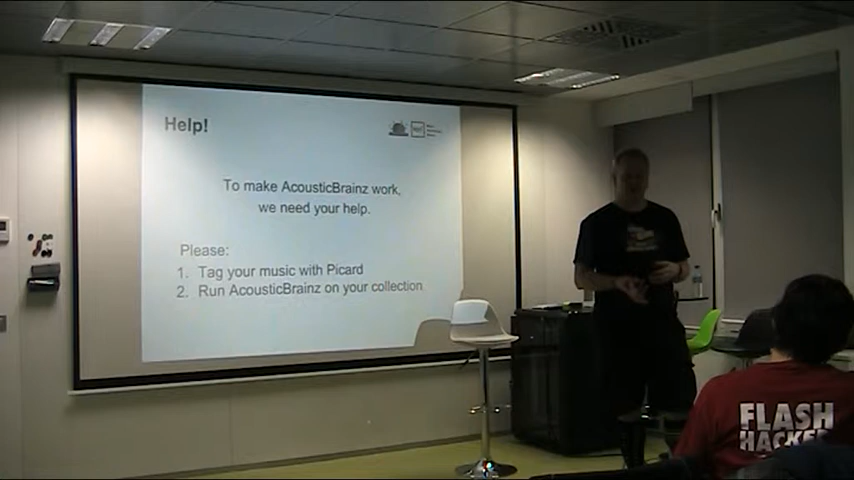 Help!
To make AcousticBrainz work,
we need your help.
Please:
1. Tag your music with Picard
2. Run AcousticBrainz on your collection
FLASH
HACKER